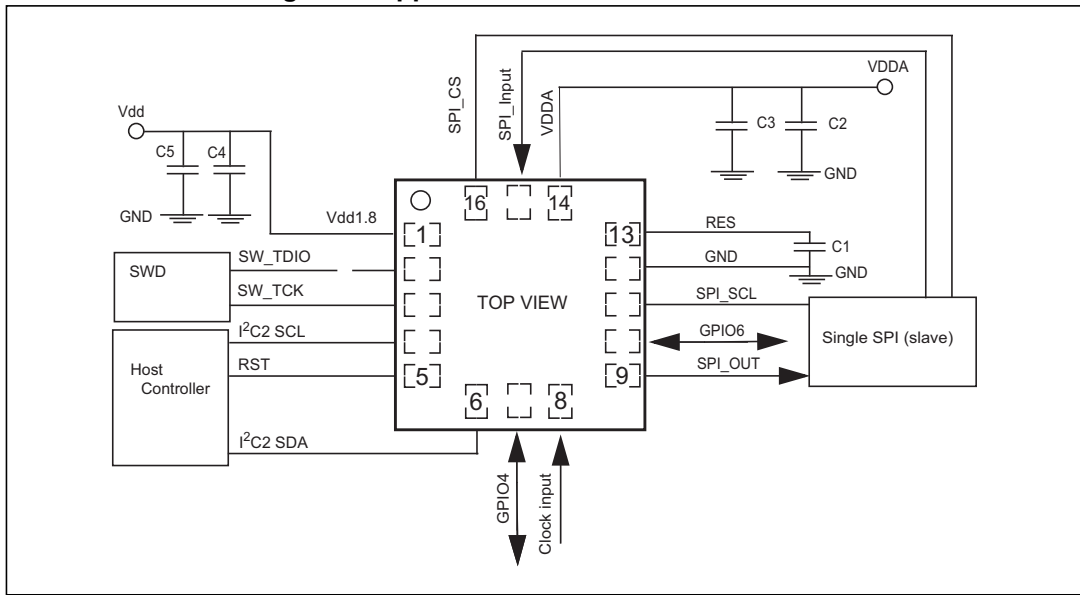 SPI_CS
SPI_Input
VDDA
VDDA
Vdd
C5
C4
GND
Vdd1.8
C3
C2
GND
16
14
1
13
RES
C1
GND
GND
SWD
SW_TDIO
SW_TCK
TOP VIEW
SPI_SCL
GPIO6
SPI_OUT
Single SPI (slave)
Host
Controller
I²C2 SCL
RST
I²C2 SDA
5
9
6
8
GPIO4
Clock input